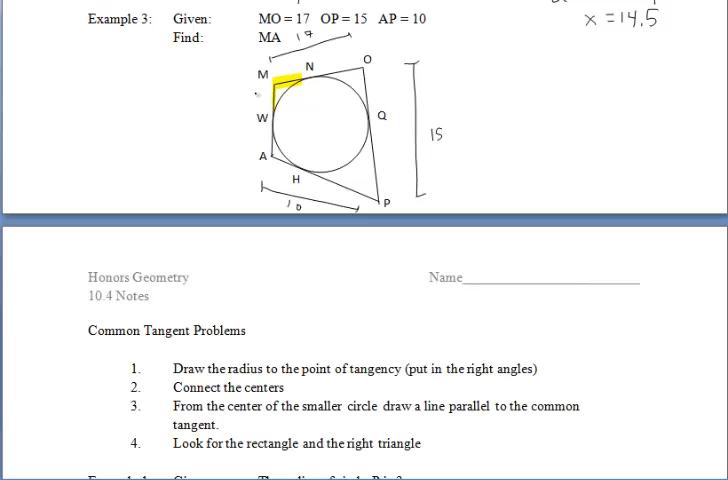 Example 3: Given: MO = 17 OP = 15 AP = 10
x = 14.5
Find: MA
17
O
N
M
W
Q
15
A
H
P
10
Honors Geometry Name
10.4 Notes
Common Tangent Problems
1. Draw the radius to the point of tangency (put in the right angles)
2. Connect the centers
3. From the center of the smaller circle draw a line parallel to the common
tangent.
4. Look for the rectangle and the right triangle